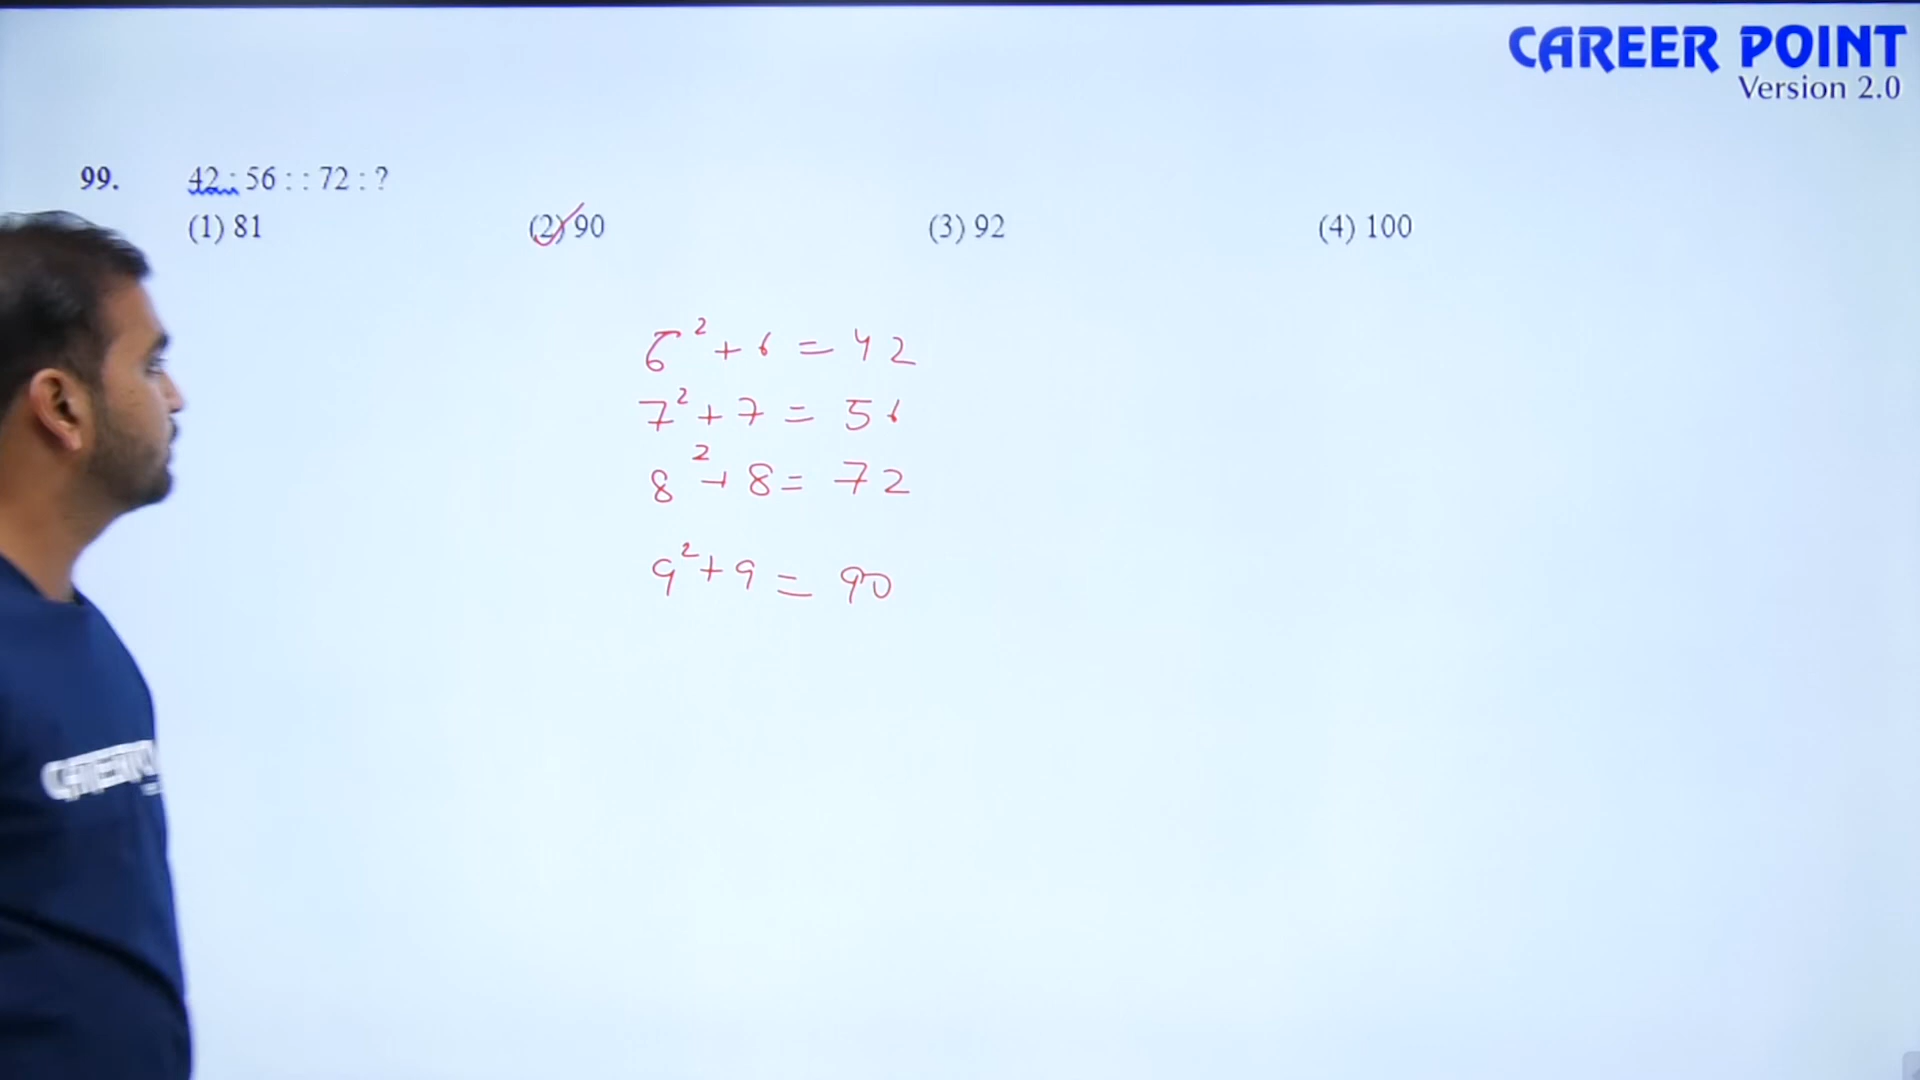 CAREER POINT
Version 2.0
99. 42 : 56 : : 72 : ?
(1) 81 (2) 90 (3) 92 (4) 100
6² + 6 = 42
7² + 7 = 56
8² + 8 = 72
9² + 9 = 90